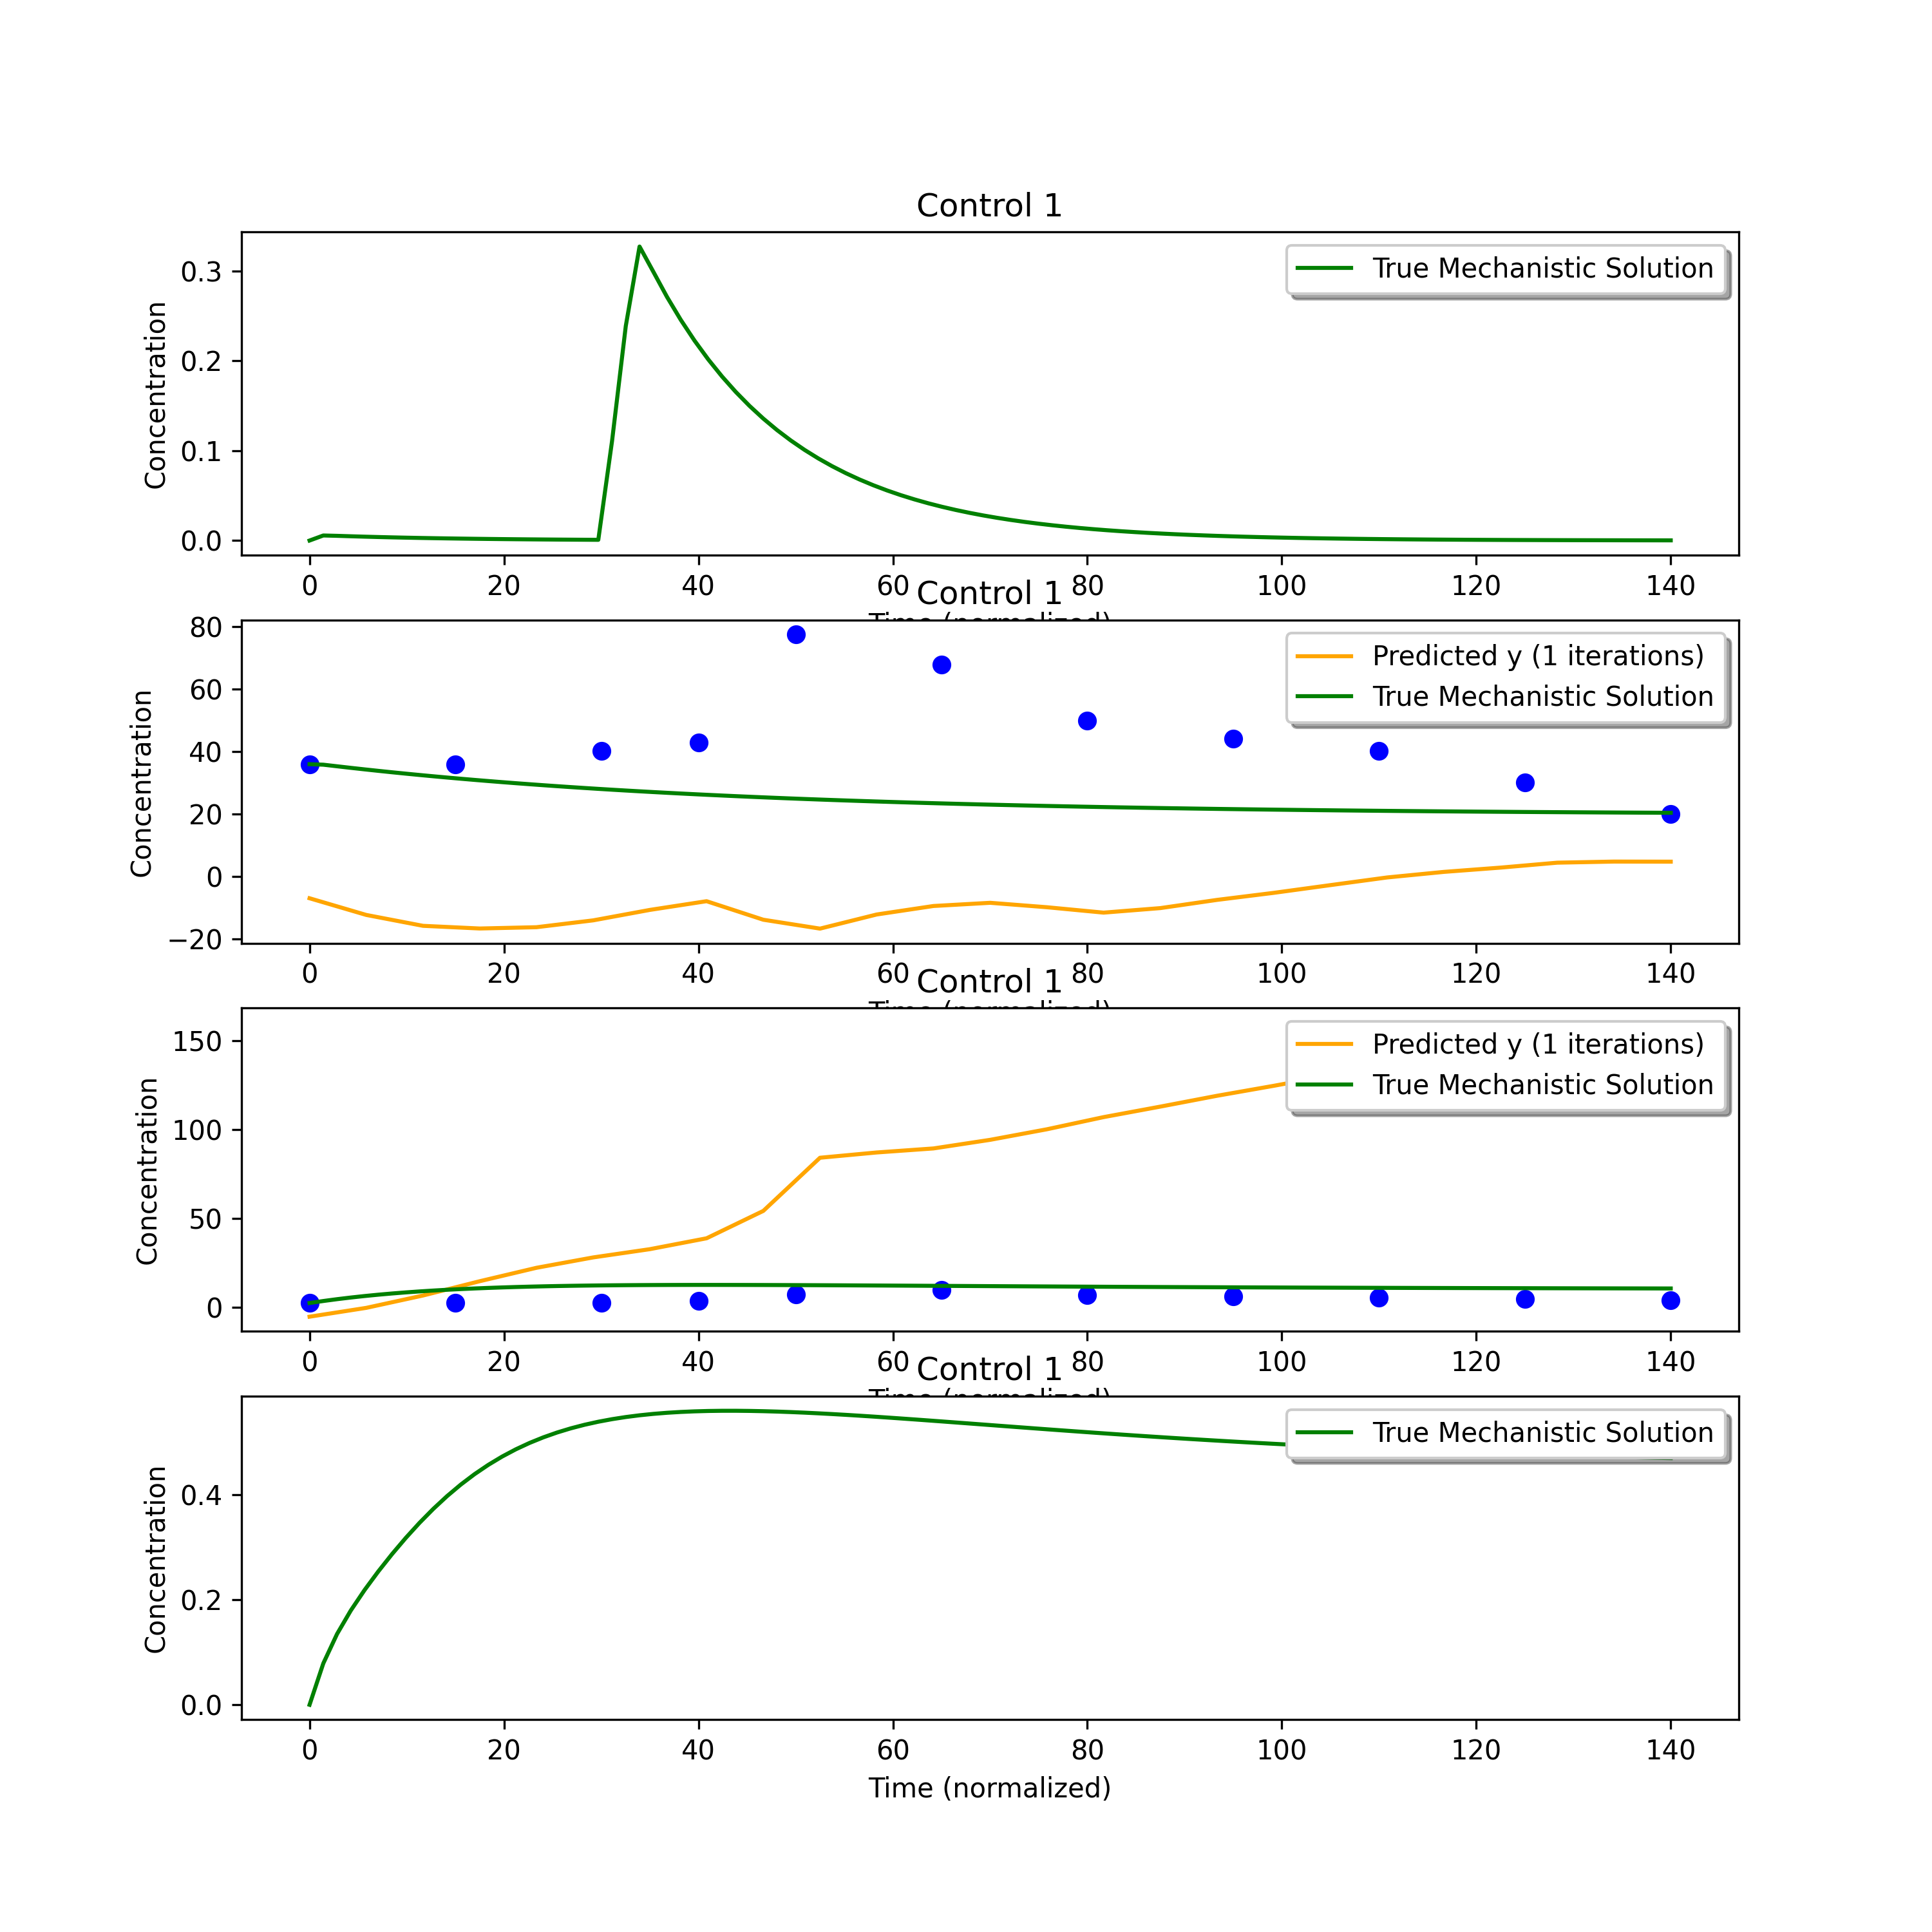 Control 1
Concentration
0.3
0.2
0.1
0.0
True Mechanistic Solution
0 20 40 60 80 100 120 140
Control 1
Concentration
80
60
40
20
0
−20
Predicted y (1 iterations)
True Mechanistic Solution
0 20 40 60 80 100 120 140
Control 1
Concentration
150
100
50
0
Predicted y (1 iterations)
True Mechanistic Solution
0 20 40 60 80 100 120 140
Control 1
Concentration
0.4
0.2
0.0
True Mechanistic Solution
0 20 40 60 80 100 120 140
Time (normalized)